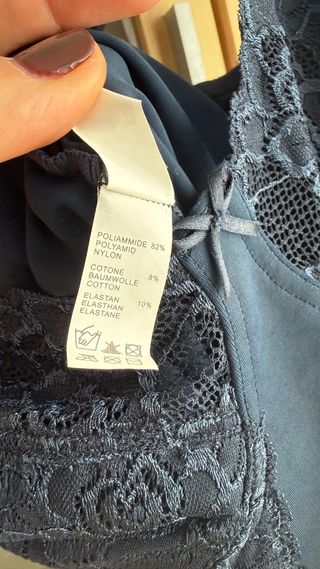 POLIAMMIDE 82%
POLYAMID
NYLON
COTONE 8%
BAUMWOLLE
COTTON
ELASTAN 10%
ELASTHAN
ELASTANE